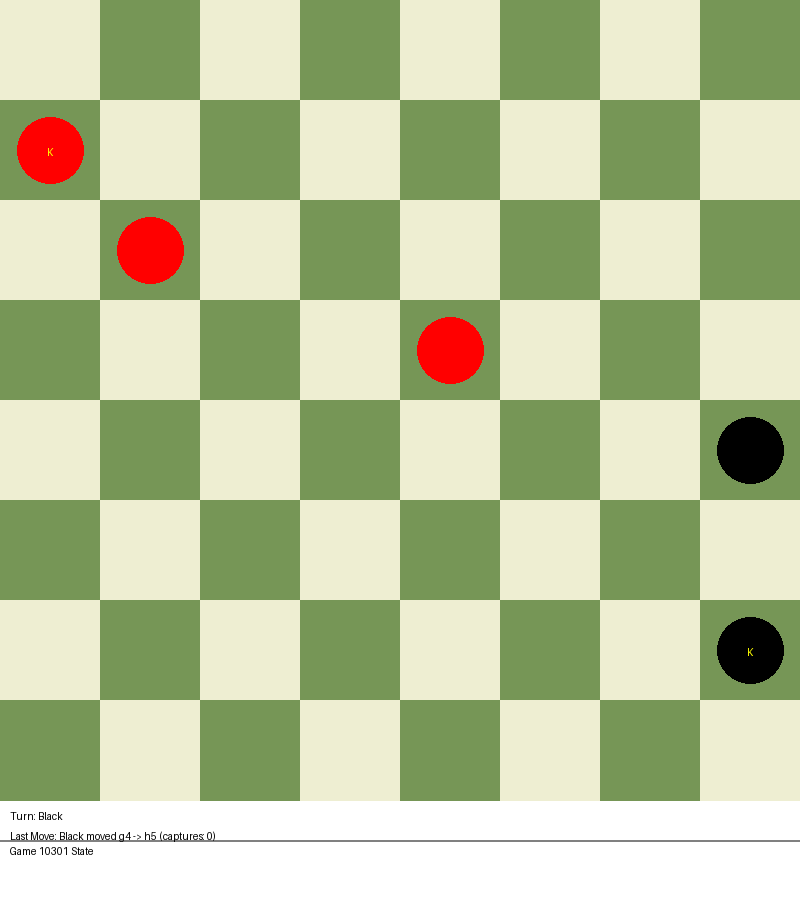 K
K
Turn: Black
Last Move: Black moved g4 -> h5 (captures: 0)
Game 10301 State